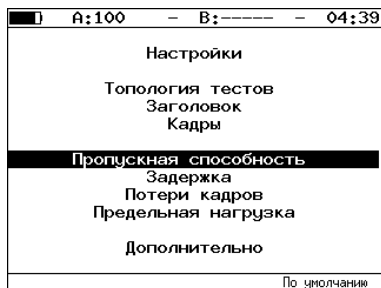 A:100 – B:----- – 04:39
Настройки
Топология тестов
Заголовок
Кадры
Пропускная способность
Задержка
Потери кадров
Предельная нагрузка
Дополнительно
По умолчанию